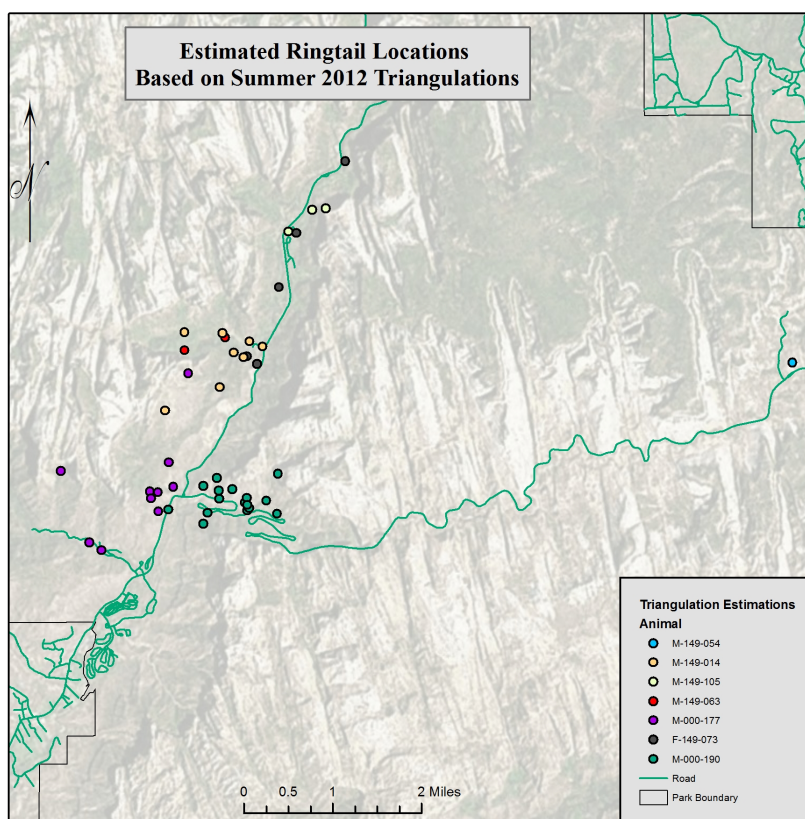 Estimated Ringtail Locations
Based on Summer 2012 Triangulations
N
Triangulation Estimations
Animal
M-149-054
M-149-014
M-149-105
M-149-063
M-000-177
F-149-073
M-000-190
Road
Park Boundary
0 0.5 1 2 Miles